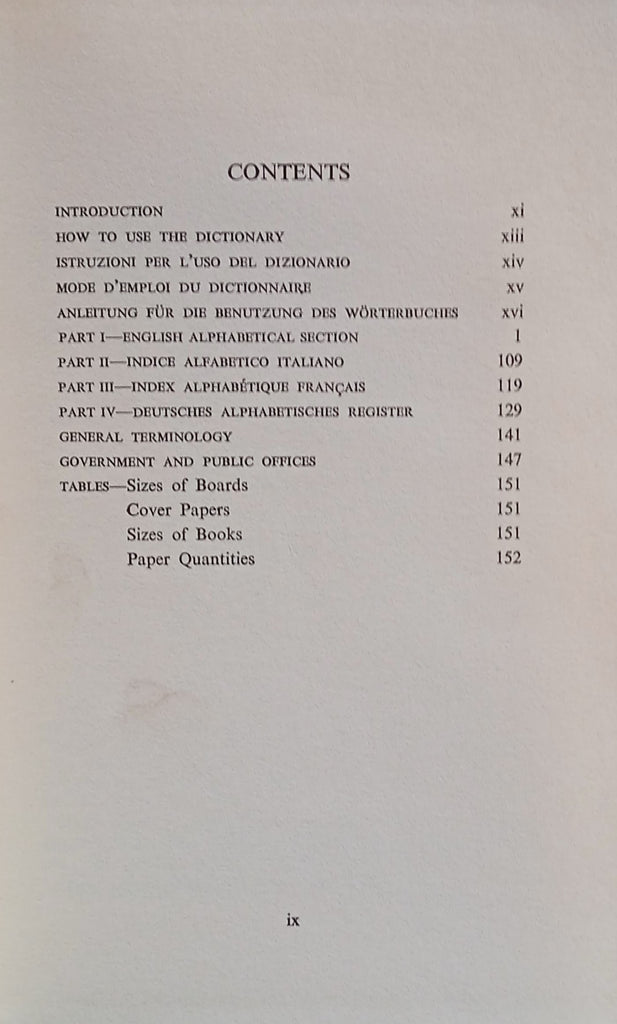 CONTENTS
INTRODUCTION xi
HOW TO USE THE DICTIONARY xiii
ISTRUZIONI PER L'USO DEL DIZIONARIO xiv
MODE D'EMPLOI DU DICTIONNAIRE xv
ANLEITUNG FÜR DIE BENUTZUNG DES WÖRTERBUCHES xvi
PART I—ENGLISH ALPHABETICAL SECTION 1
PART II—INDICE ALFABETICO ITALIANO 109
PART III—INDEX ALPHABÉTIQUE FRANÇAIS 119
PART IV—DEUTSCHES ALPHABETISCHES REGISTER 129
GENERAL TERMINOLOGY 141
GOVERNMENT AND PUBLIC OFFICES 147
TABLES—Sizes of Boards 151
Cover Papers 151
Sizes of Books 151
Paper Quantities 152
ix